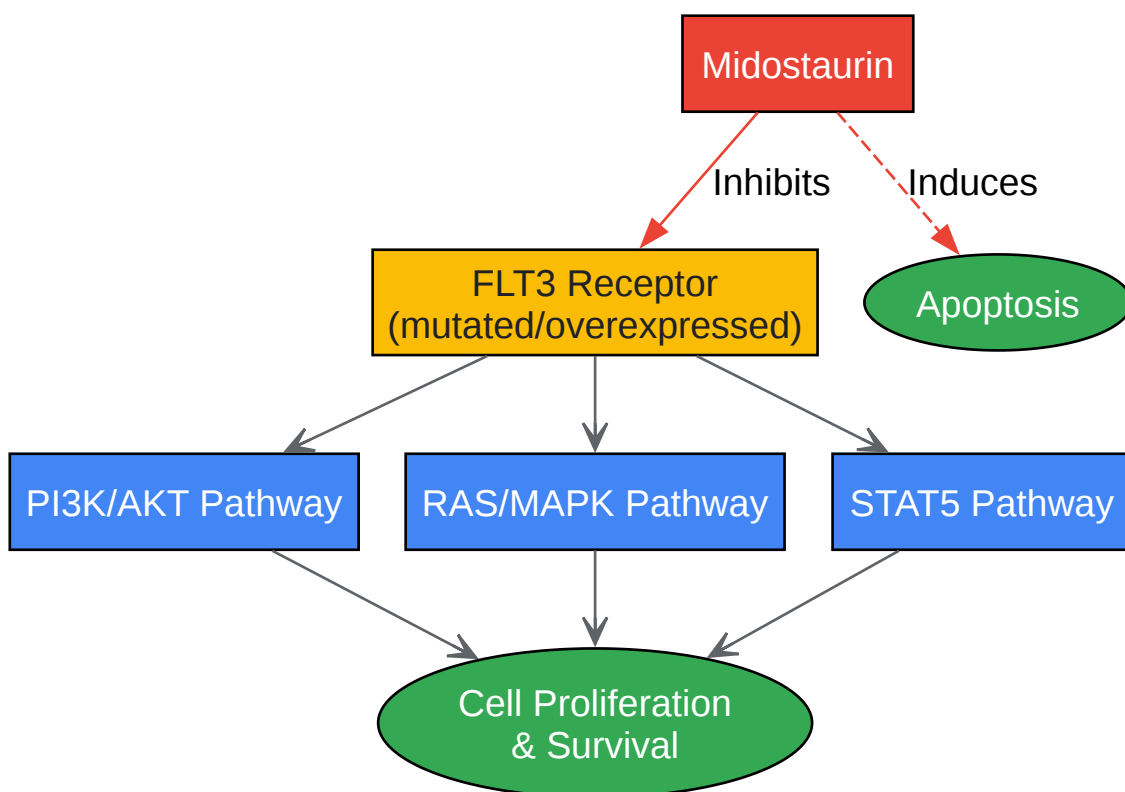 Midostaurin
Inhibits
Induces
FLT3 Receptor
(mutated/overexpressed)
Apoptosis
PI3K/AKT Pathway
RAS/MAPK Pathway
STAT5 Pathway
Cell Proliferation
& Survival